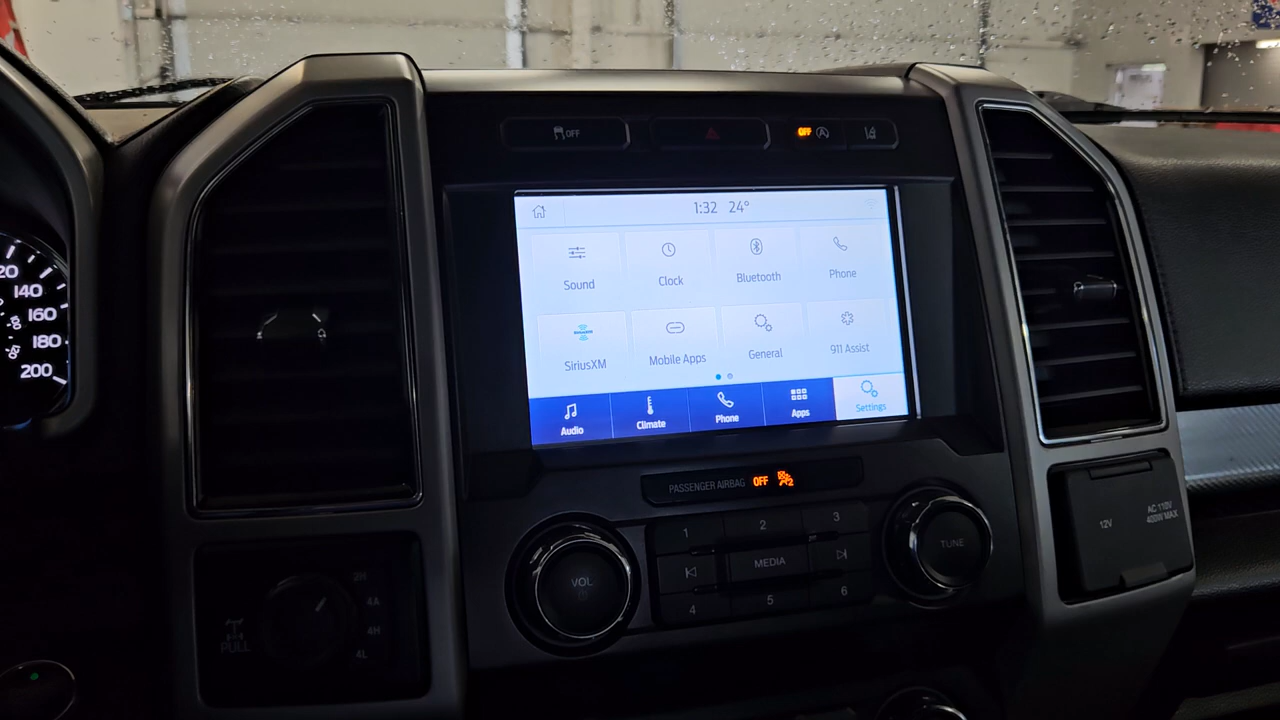 OFF
OFF
1:32 24°
Sound
Clock
Bluetooth
Phone
SiriusXM
Mobile Apps
General
911 Assist
Audio
Climate
Phone
Apps
Settings
PASSENGER AIRBAG OFF 2
VOL
1
2
3
MEDIA
4
5
6
TUNE
12V
AC 110V
400W MAX
2H
4A
4H
4L
PULL
140
160
180
200